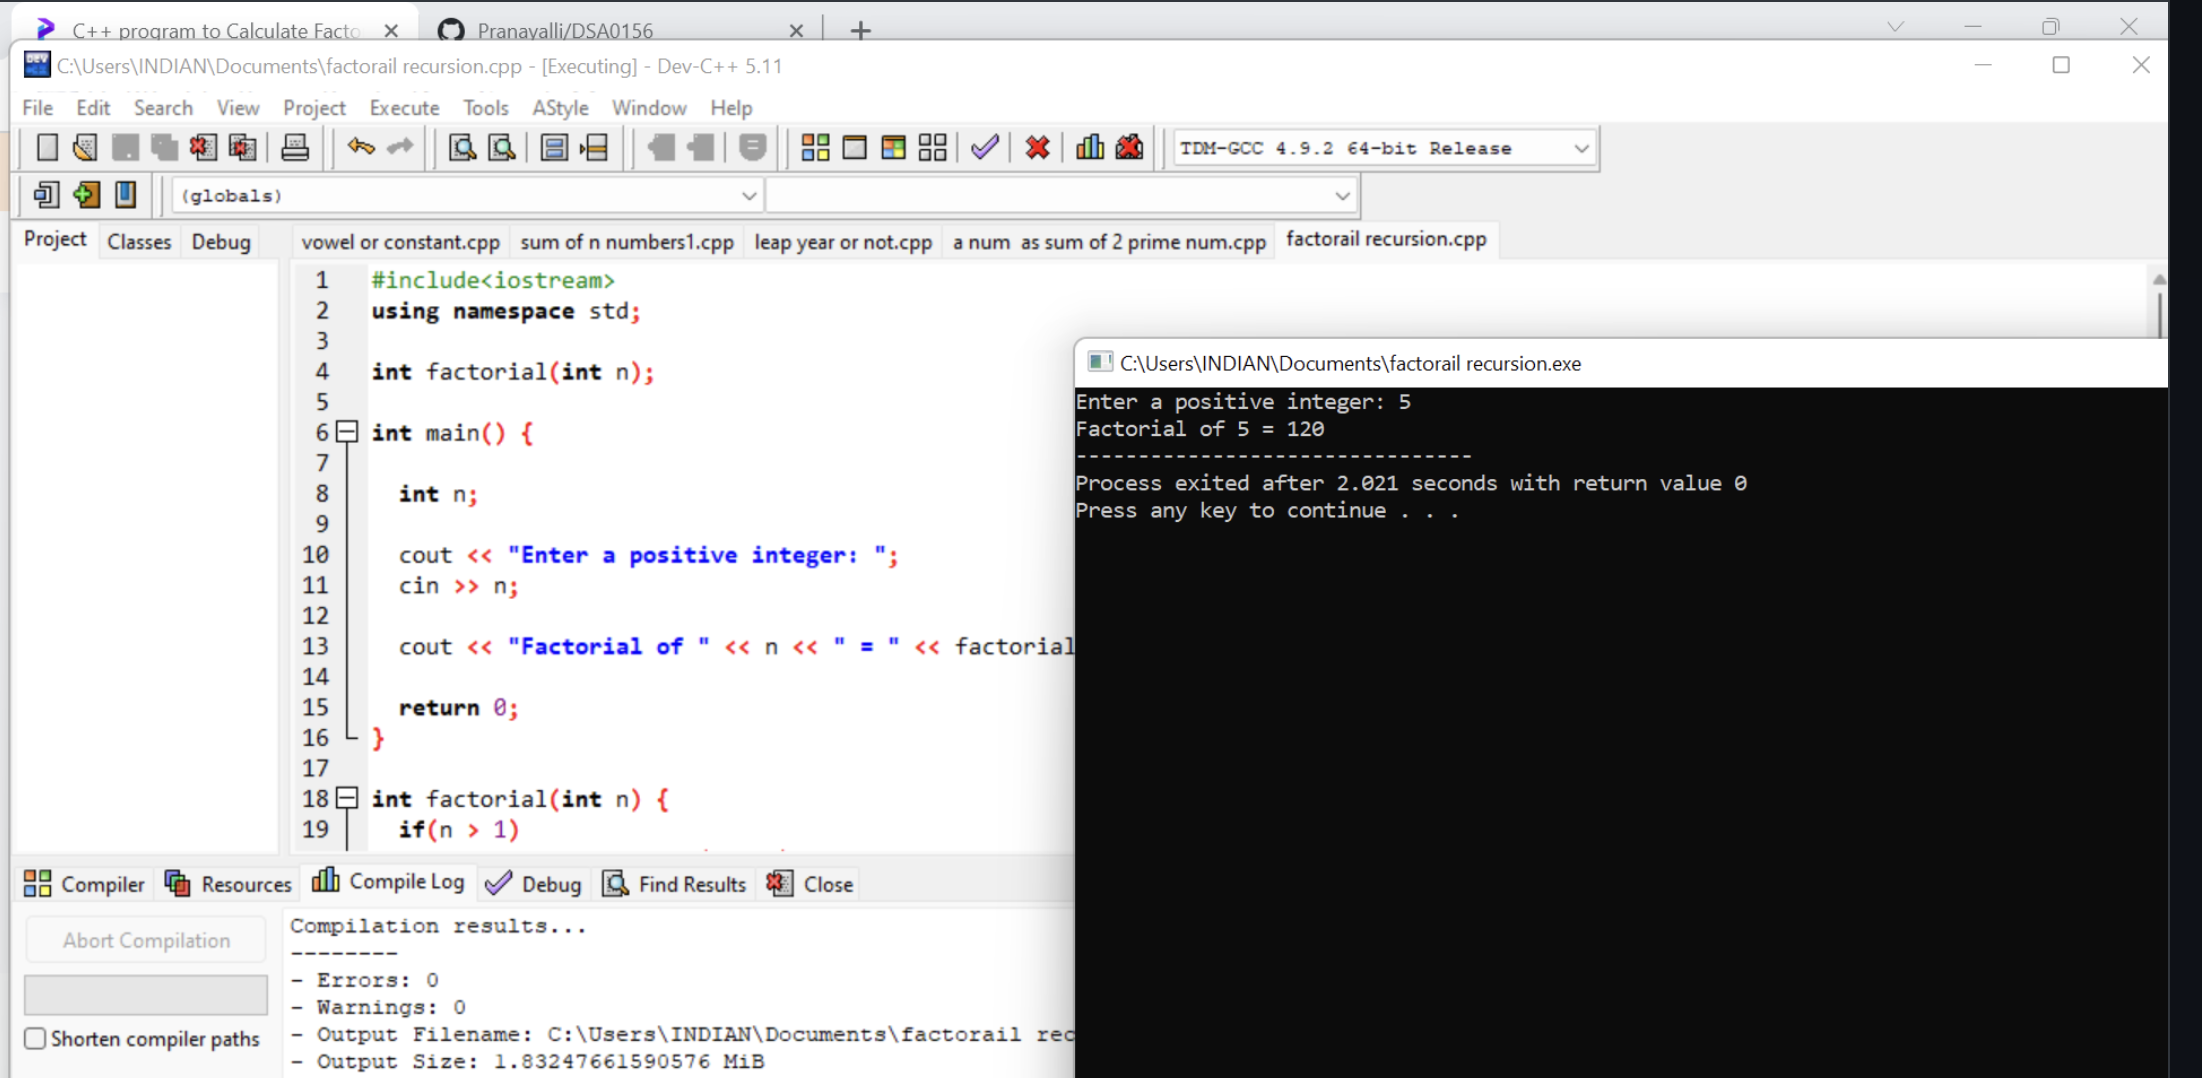 C++ program to Calculate Facto
Pranavalli/DSA0156
C:\Users\INDIAN\Documents\factorail recursion.cpp - [Executing] - Dev-C++ 5.11
File Edit Search View Project Execute Tools AStyle Window Help
TDM-GCC 4.9.2 64-bit Release
(globals)
Project Classes Debug
vowel or constant.cpp sum of n numbers1.cpp leap year or not.cpp a num as sum of 2 prime num.cpp factorail recursion.cpp
1 #include<iostream>
2 using namespace std;
3
4 int factorial(int n);
5
6 int main() {
7
8 int n;
9
10 cout << "Enter a positive integer: ";
11 cin >> n;
12
13 cout << "Factorial of " << n << " = " << factorial
14
15 return 0;
16 }
17
18 int factorial(int n) {
19 if(n > 1)
C:\Users\INDIAN\Documents\factorail recursion.exe
Enter a positive integer: 5
Factorial of 5 = 120
--------------------------------
Process exited after 2.021 seconds with return value 0
Press any key to continue . . .
Compiler Resources Compile Log Debug Find Results Close
Abort Compilation
Shorten compiler paths
Compilation results...
--------
- Errors: 0
- Warnings: 0
- Output Filename: C:\Users\INDIAN\Documents\factorail rec
- Output Size: 1.83247661590576 MiB